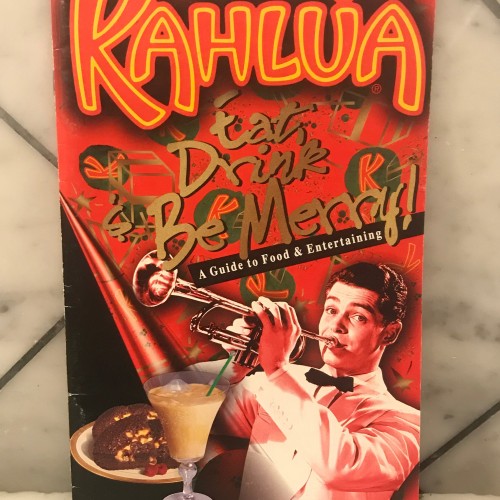 KAHLUA®
Eat,
Drink
& Be Merry!
A Guide to Food & Entertaining